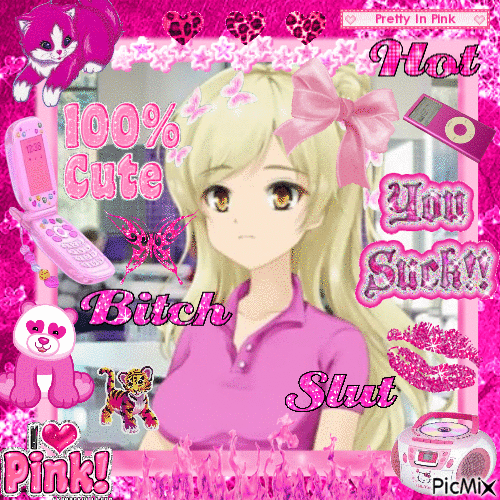 Pretty In Pink
Hot
100%
Cute
You
Suck!!
Bitch
Slut
I
Pink!
PicMix